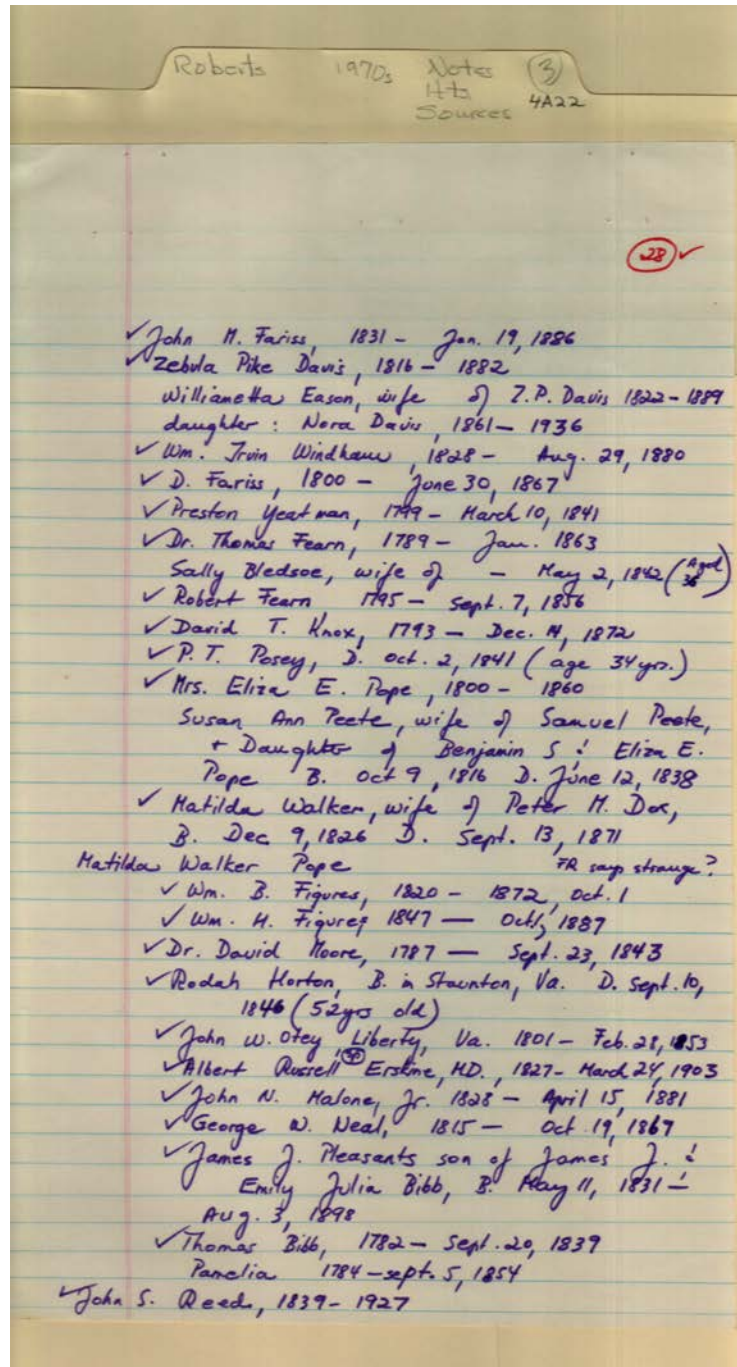 Roberts 1970s Notes 3
Hts
Sources 4A22
28 ✓
✓ John M. Fariss, 1831 - Jan. 19, 1886
✓ Zebula Pike Davis, 1816 - 1882
Williametta Eason, wife of Z.P. Davis 1822-1889
daughter: Nora Davis, 1861 - 1936
✓ Wm. Irvin Windham, 1828 - Aug. 29, 1880
✓ D. Fariss, 1800 - June 30, 1867
✓ Preston Yeatman, 1799 - March 10, 1841
✓ Dr. Thomas Fearn, 1789 - Jan. 1863
Sally Bledsoe, wife of - May 2, 1842 (Aged 36)
✓ Robert Fearn 1795 - Sept. 7, 1856
✓ David T. Knox, 1793 - Dec. 14, 1872
✓ P.T. Posey, D. Oct. 2, 1841 (age 34 yrs.)
✓ Mrs. Eliza E. Pope, 1800 - 1860
Susan Ann Peete, wife of Samuel Peete,
+ Daughter of Benjamin S & Eliza E.
Pope B. Oct 9, 1816 D. June 12, 1838
✓ Matilda Walker, wife of Peter M. Dox,
B. Dec 9, 1826 D. Sept. 13, 1871
Matilda Walker Pope FR says strange?
✓ Wm. B. Figures, 1820 - 1872, Oct. 1
✓ Wm. H. Figures 1847 — Oct 1, 1887
✓ Dr. David Moore, 1787 — Sept. 23, 1843
✓ Rodah Horton, B. in Staunton, Va. D. Sept. 10,
1846 (52 yrs old)
✓ John W. Otey, Liberty, Va. 1801 - Feb. 28, 1853
✓ Albert Russell Erskine, MD., 1827 - March 24, 1903
✓ John N. Malone, Jr. 1828 - April 15, 1881
✓ George W. Neal, 1815 - Oct. 19, 1867
✓ James J. Pleasants son of James J. &
Emily Julia Bibb, B. May 11, 1831 -
Aug. 3, 1898
✓ Thomas Bibb, 1782 - Sept. 20, 1839
Pamelia 1784 - Sept. 5, 1854
✓ John S. Reed, 1839-1927